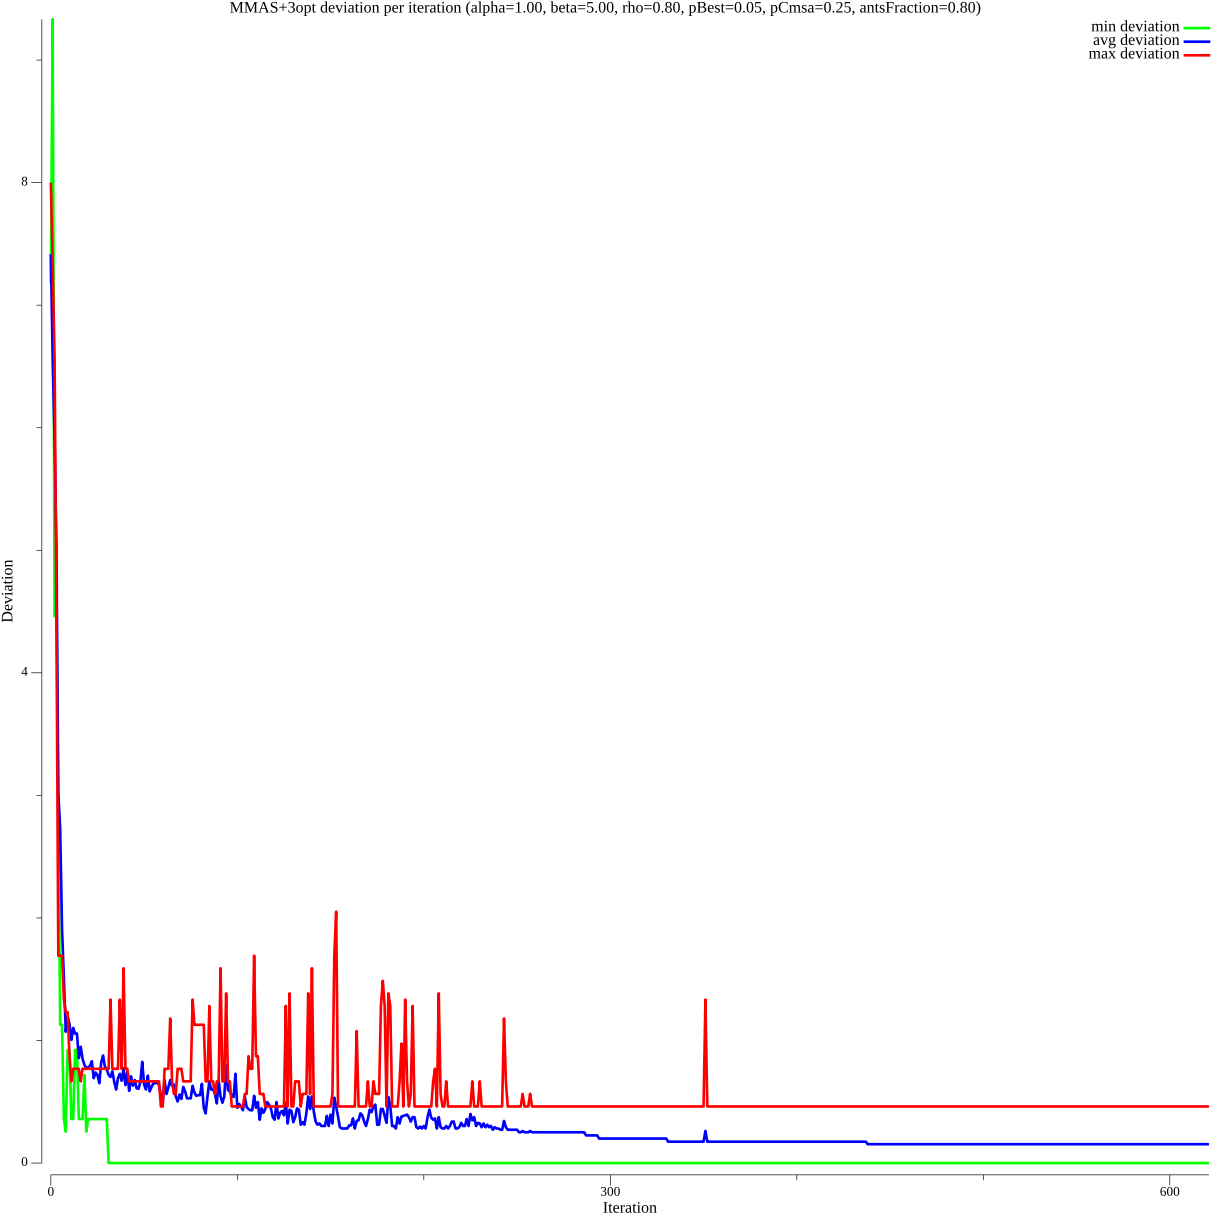 MMAS+3opt deviation per iteration (alpha=1.00, beta=5.00, rho=0.80, pBest=0.05, pCmsa=0.25, antsFraction=0.80)
min deviation
avg deviation
max deviation
8
4
0
Deviation
0
300
600
Iteration